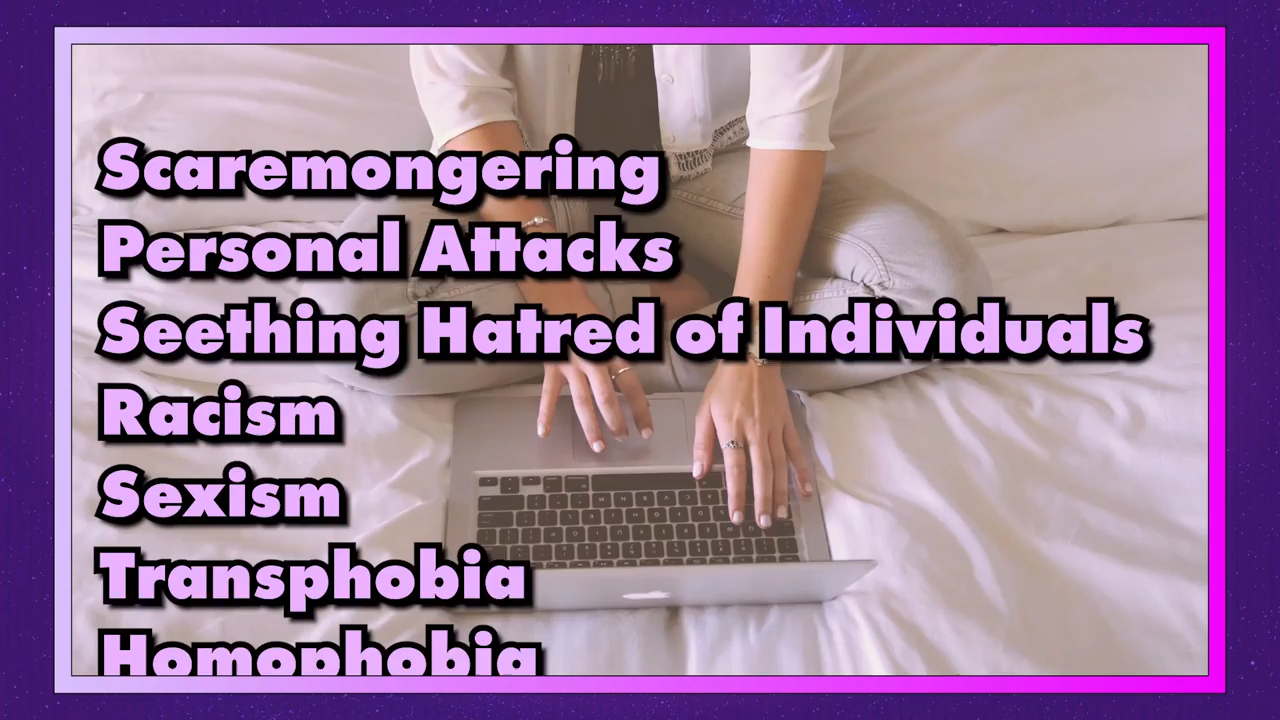 Scaremongering
Personal Attacks
Seething Hatred of Individuals
Racism
Sexism
Transphobia
Homophobia